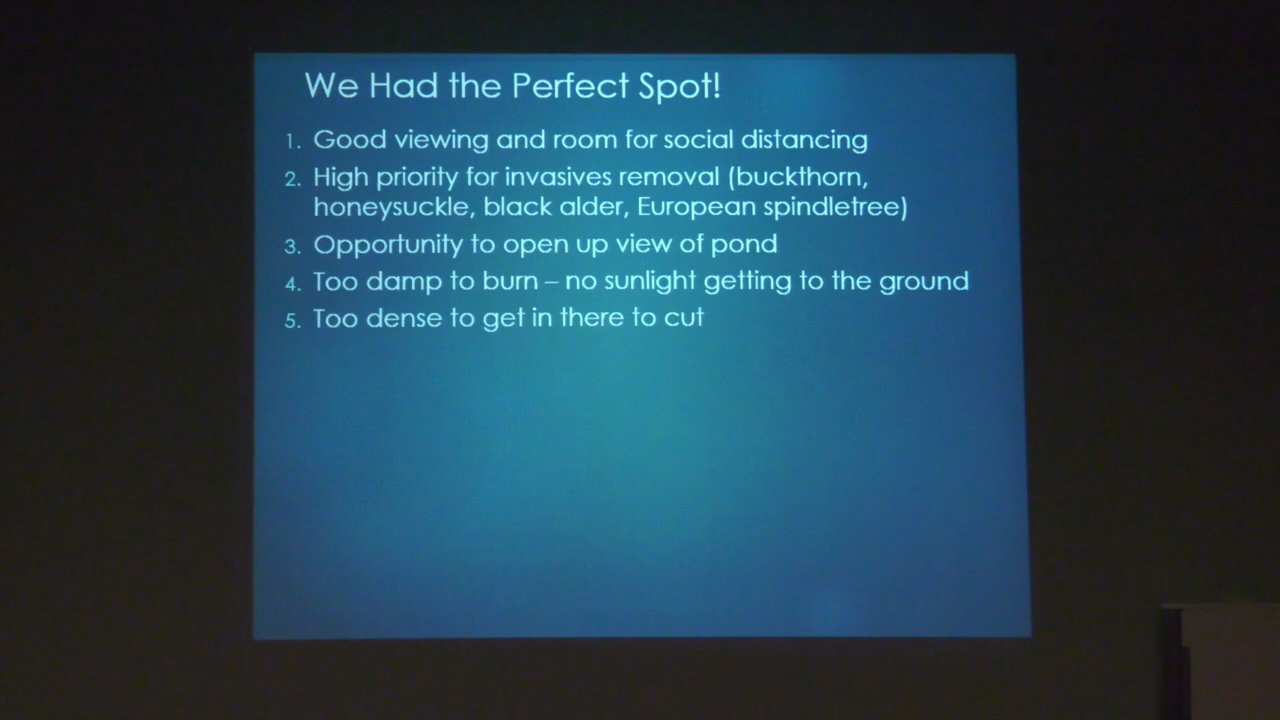 We Had the Perfect Spot!
1. Good viewing and room for social distancing
2. High priority for invasives removal (buckthorn,
honeysuckle, black alder, European spindletree)
3. Opportunity to open up view of pond
4. Too damp to burn – no sunlight getting to the ground
5. Too dense to get in there to cut